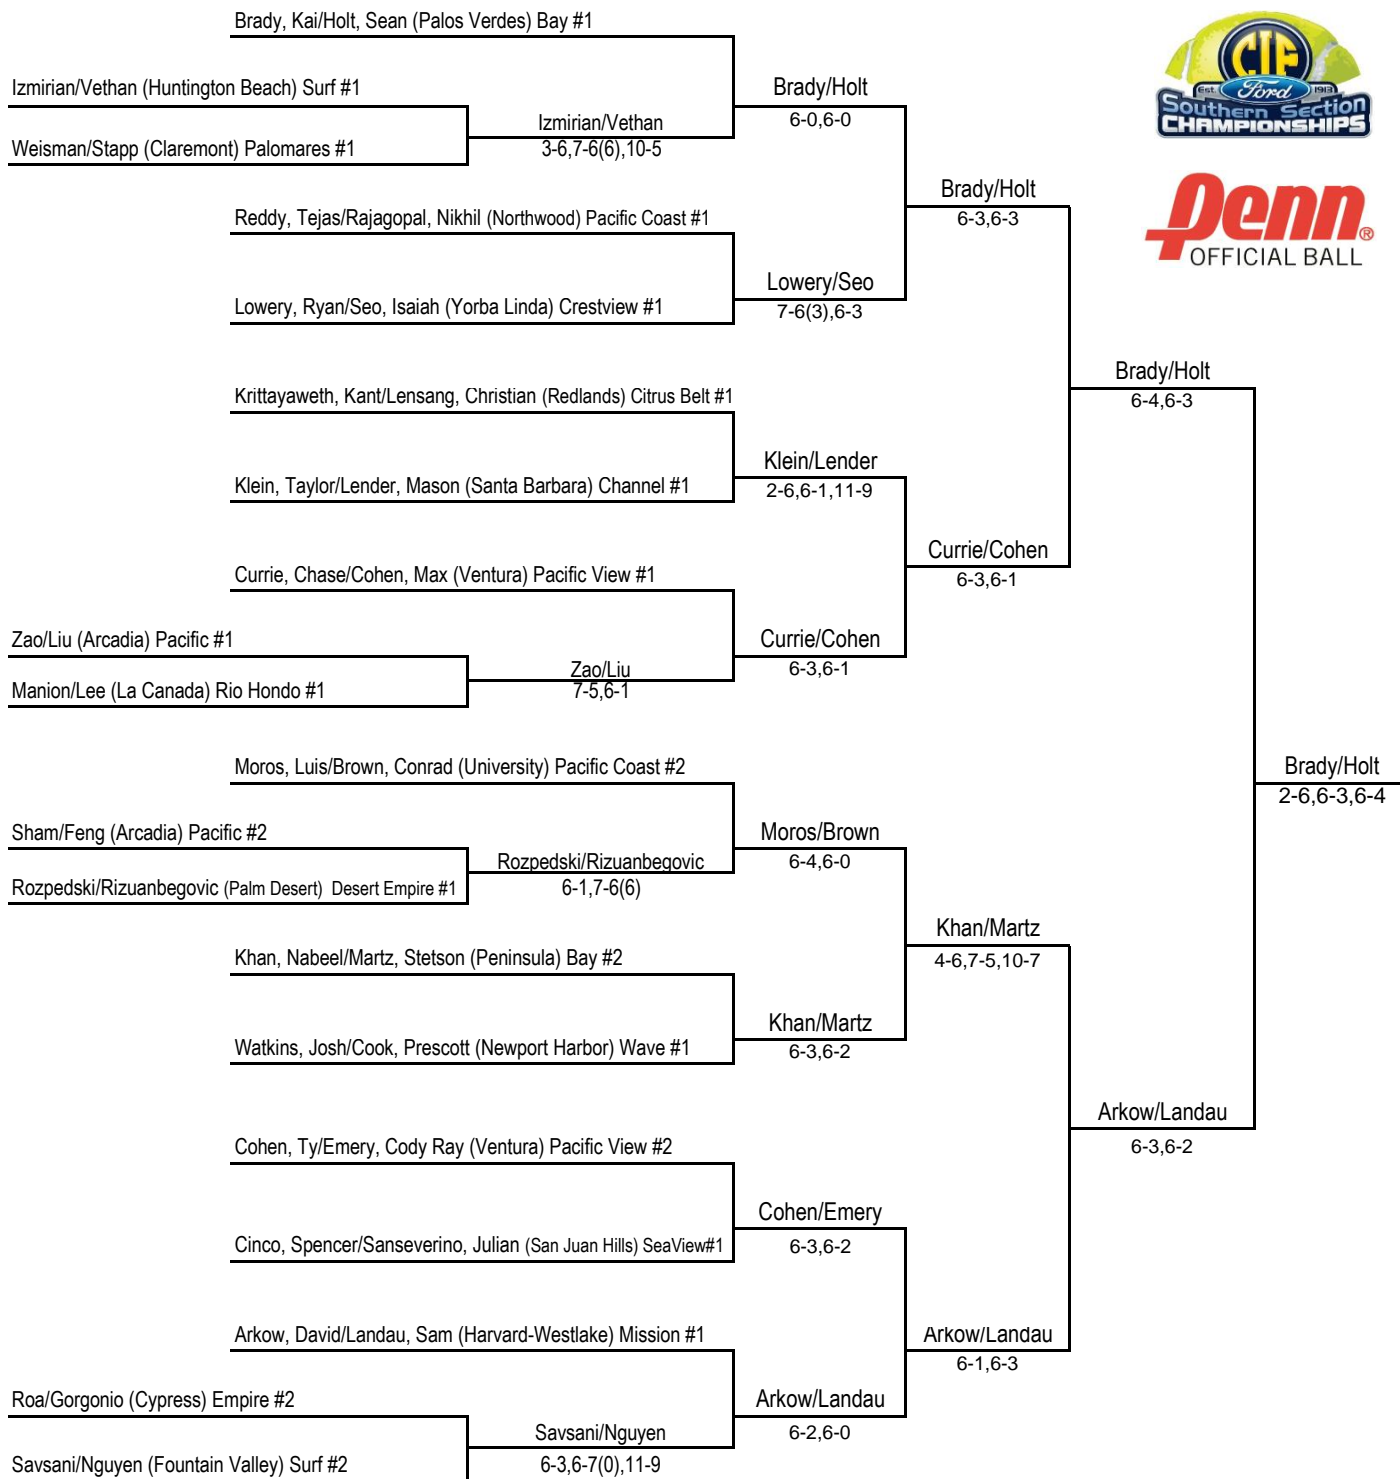 Brady, Kai/Holt, Sean (Palos Verdes) Bay #1
CIF
Est. Ford 1913
Southern Section
CHAMPIONSHIPS
Izmirian/Vethan (Huntington Beach) Surf #1
Brady/Holt
6-0,6-0
Izmirian/Vethan
3-6,7-6(6),10-5
Weisman/Stapp (Claremont) Palomares #1
Penn®
OFFICIAL BALL
Brady/Holt
6-3,6-3
Reddy, Tejas/Rajagopal, Nikhil (Northwood) Pacific Coast #1
Lowery/Seo
7-6(3),6-3
Lowery, Ryan/Seo, Isaiah (Yorba Linda) Crestview #1
Brady/Holt
6-4,6-3
Krittayaweth, Kant/Lensang, Christian (Redlands) Citrus Belt #1
Klein/Lender
2-6,6-1,11-9
Klein, Taylor/Lender, Mason (Santa Barbara) Channel #1
Currie/Cohen
6-3,6-1
Currie, Chase/Cohen, Max (Ventura) Pacific View #1
Zao/Liu (Arcadia) Pacific #1
Currie/Cohen
6-3,6-1
Zao/Liu
7-5,6-1
Manion/Lee (La Canada) Rio Hondo #1
Moros, Luis/Brown, Conrad (University) Pacific Coast #2
Brady/Holt
2-6,6-3,6-4
Sham/Feng (Arcadia) Pacific #2
Moros/Brown
6-4,6-0
Rozpedski/Rizuanbegovic
6-1,7-6(6)
Rozpedski/Rizuanbegovic (Palm Desert) Desert Empire #1
Khan/Martz
4-6,7-5,10-7
Khan, Nabeel/Martz, Stetson (Peninsula) Bay #2
Khan/Martz
6-3,6-2
Watkins, Josh/Cook, Prescott (Newport Harbor) Wave #1
Arkow/Landau
6-3,6-2
Cohen, Ty/Emery, Cody Ray (Ventura) Pacific View #2
Cohen/Emery
6-3,6-2
Cinco, Spencer/Sanseverino, Julian (San Juan Hills) SeaView#1
Arkow, David/Landau, Sam (Harvard-Westlake) Mission #1
Arkow/Landau
6-1,6-3
Roa/Gorgonio (Cypress) Empire #2
Arkow/Landau
6-2,6-0
Savsani/Nguyen
6-3,6-7(0),11-9
Savsani/Nguyen (Fountain Valley) Surf #2